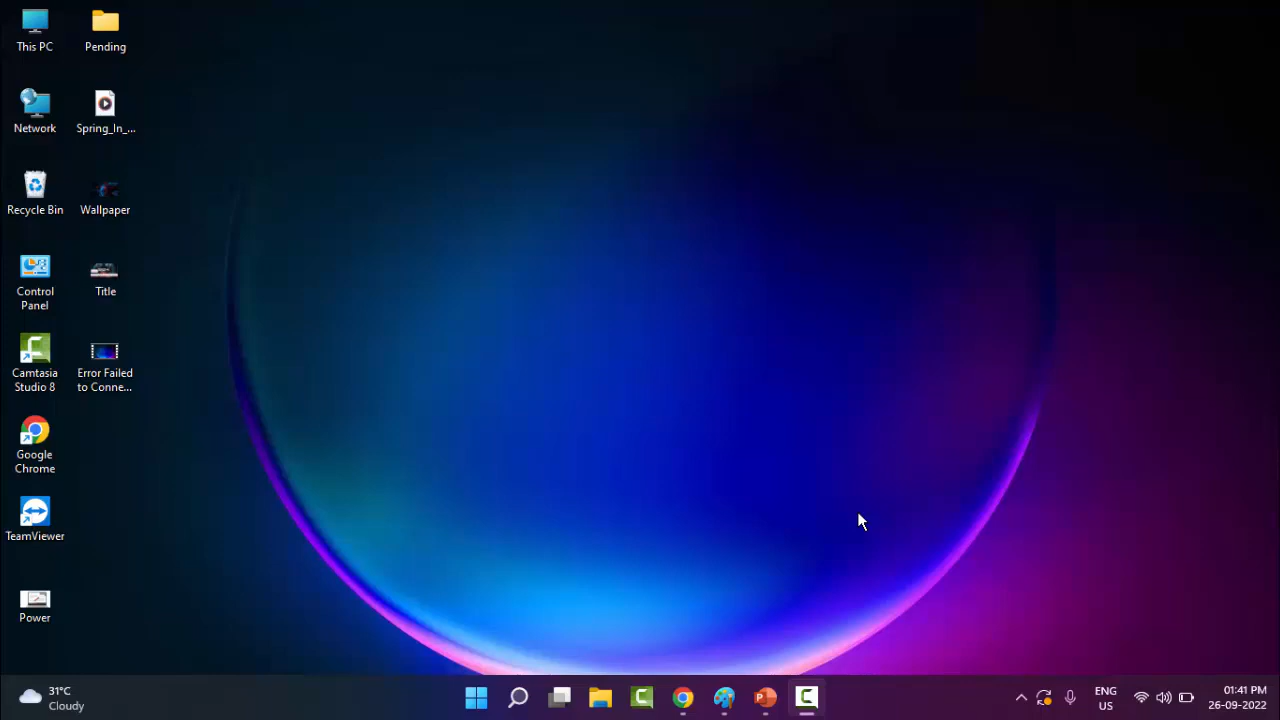 This PC
Pending
Network
Spring_In_...
Recycle Bin
Wallpaper
Control
Panel
Title
Camtasia
Studio 8
Error Failed
to Conne...
Google
Chrome
TeamViewer
Power
31°C
Cloudy
ENG
US
01:41 PM
26-09-2022